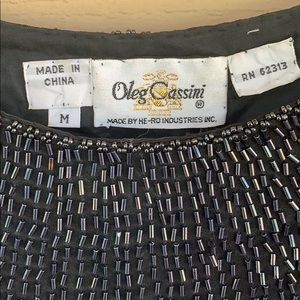 MADE IN
CHINA
M
Oleg Cassini
®
MADE BY HE-RO INDUSTRIES INC.
RN 62313